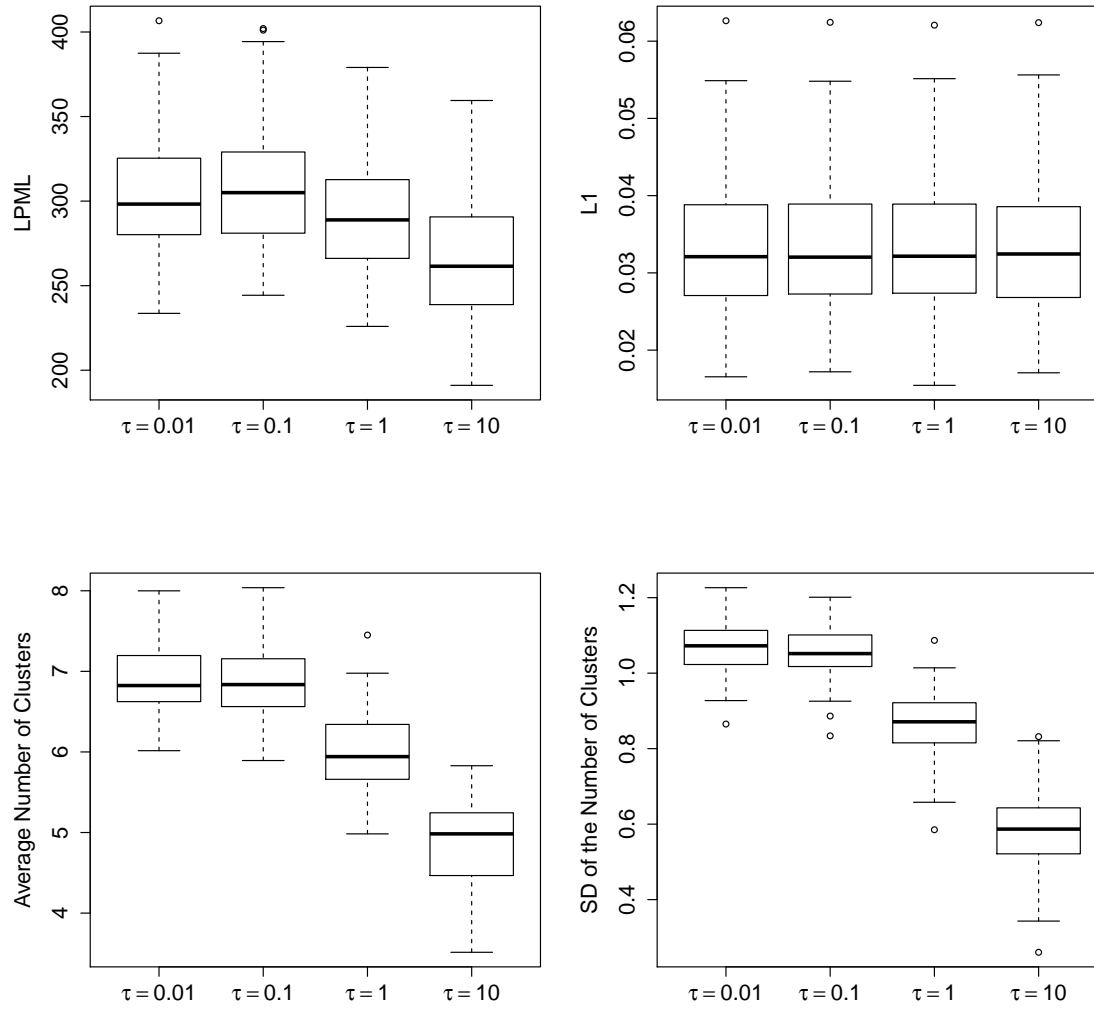 LPML
400
350
300
250
200
τ = 0.01 τ = 0.1 τ = 1 τ = 10
L1
0.06
0.05
0.04
0.03
0.02
τ = 0.01 τ = 0.1 τ = 1 τ = 10
Average Number of Clusters
8
7
6
5
4
τ = 0.01 τ = 0.1 τ = 1 τ = 10
SD of the Number of Clusters
1.2
1.0
0.8
0.6
0.4
τ = 0.01 τ = 0.1 τ = 1 τ = 10